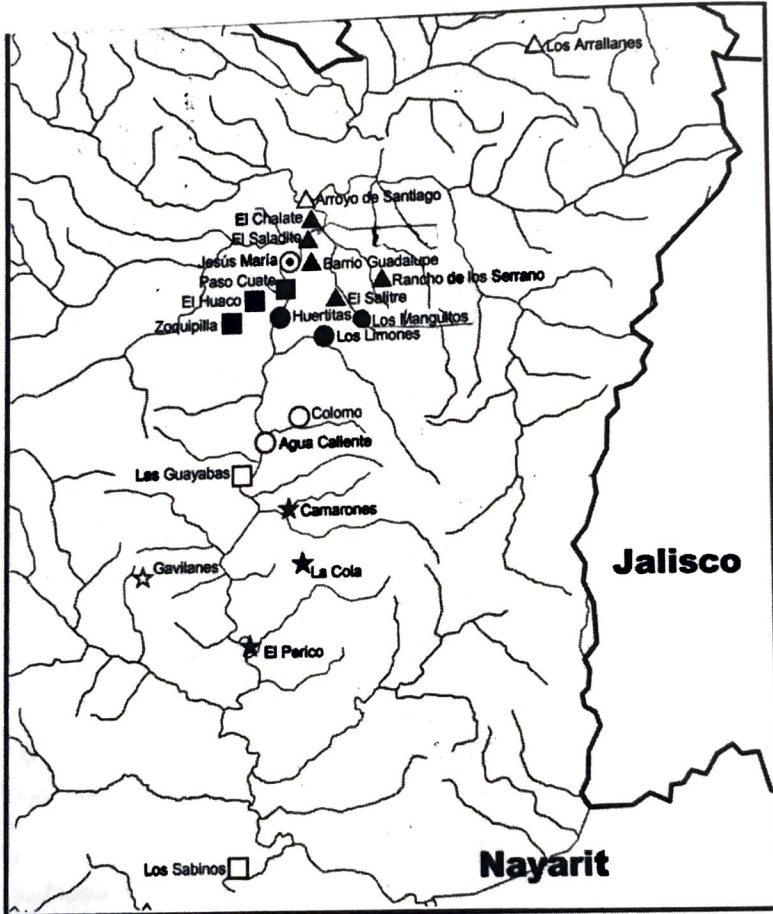 Los Arrallanes
Arroyo de Santiago
El Chalate
El Saladito
Jesús María
Barrio Guadalupe
Paso Cuate
Rancho de los Serrano
El Huaco
El Salitre
Zoquipilla
Huertitas
Los Manguitos
Los Limones
Colomo
Agua Caliente
Las Guayabas
Camarones
Gavilanes
La Cola
Jalisco
El Perico
Los Sabinos
Nayarit